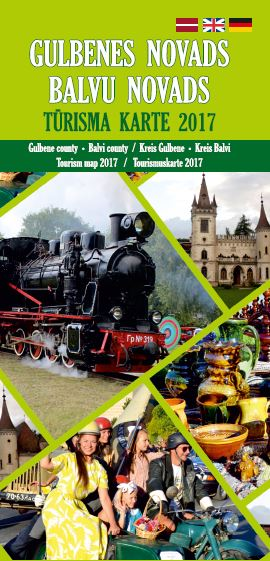 GULBENES NOVADS
BALVU NOVADS
TŪRISMA KARTE 2017
Gulbene county • Balvi county / Kreis Gulbene • Kreis Balvi
Tourism map 2017 / Tourismuskarte 2017
Гр № 319